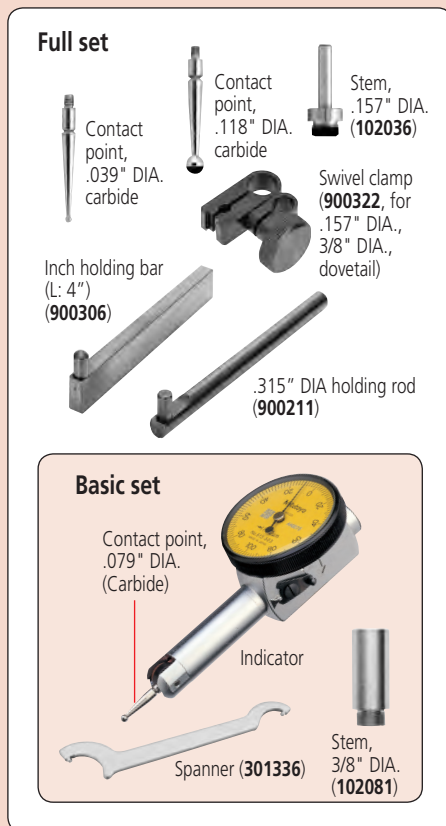 Full set
Contact
point,
.039" DIA.
carbide
Contact
point,
.118" DIA.
carbide
Stem,
.157" DIA.
(102036)
Swivel clamp
(900322, for
.157" DIA.,
3/8" DIA.,
dovetail)
Inch holding bar
(L: 4”)
(900306)
.315” DIA holding rod
(900211)
Basic set
Contact point,
.079" DIA.
(Carbide)
Mitutoyo
Indicator
Spanner (301336)
Stem,
3/8" DIA.
(102081)